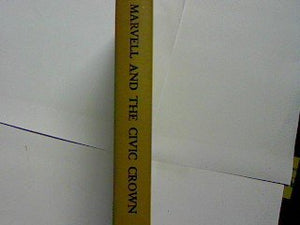 MARVELL AND THE CIVIC CROWN